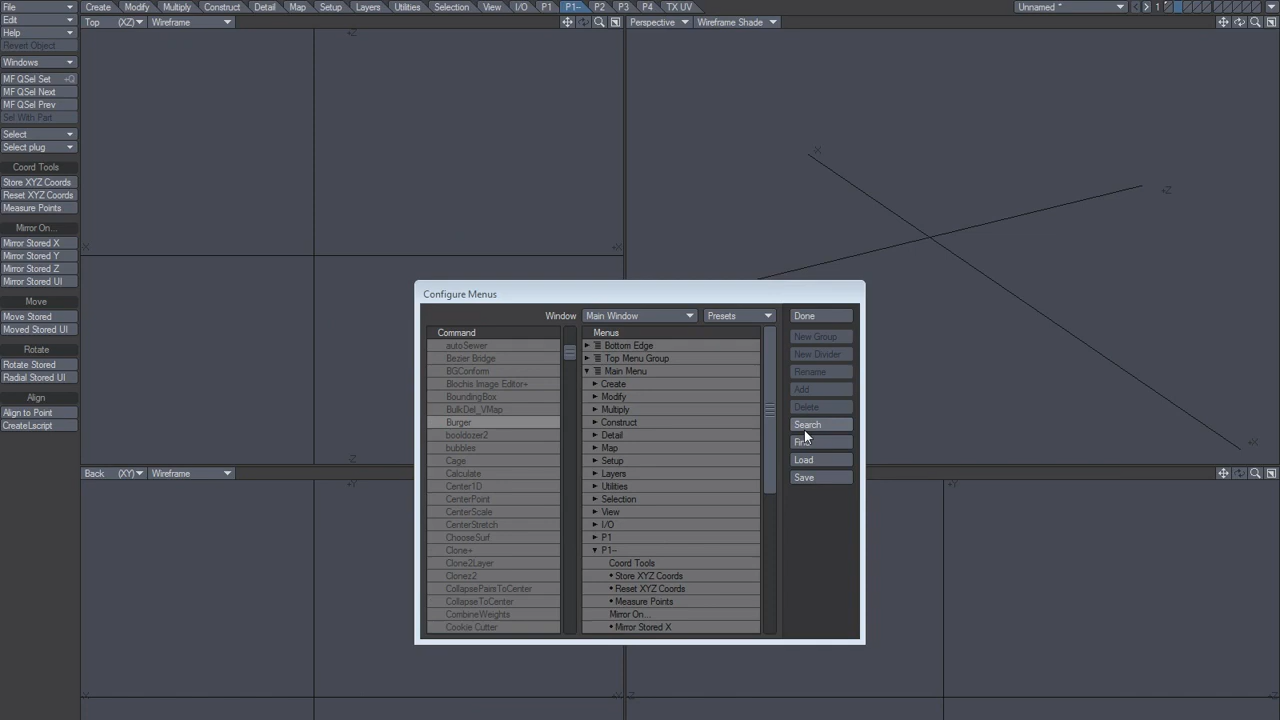 File Create Modify Multiply Construct Detail Map Setup Layers Utilities Selection View I/O P1 P1~ P2 P3 P4 TX UV Unnamed * 1
Edit Top (XZ) Wireframe Perspective Wireframe Shade
Help
Revert Object
Windows
MF QSel Set +Q
MF QSel Next
MF QSel Prev
Sel With Part
Select
Select plug
Coord Tools
Store XYZ Coords
Reset XYZ Coords
Measure Points
Mirror On...
Mirror Stored X
Mirror Stored Y
Mirror Stored Z
Mirror Stored UI
Move
Move Stored
Moved Stored UI
Rotate
Rotate Stored
Radial Stored UI
Align
Align to Point
CreateLscript
-X +X
-Z
-X
+Z
+X
Back (XY) Wireframe
+Y +Y
-X -Z
Configure Menus
Window Main Window Presets
Command
autoSewer
Bezier Bridge
BGConform
Blochis Image Editor+
BoundingBox
BulkDel_VMap
Burger
booldozer2
bubbles
Cage
Calculate
Center1D
CenterPoint
CenterScale
CenterStretch
ChooseSurf
Clone+
Clone2Layer
Clonez2
CollapsePairsToCenter
CollapseToCenter
CombineWeights
Cookie Cutter
Menus
Bottom Edge
Top Menu Group
Main Menu
Create
Modify
Multiply
Construct
Detail
Map
Setup
Layers
Utilities
Selection
View
I/O
P1
P1~
Coord Tools
• Store XYZ Coords
• Reset XYZ Coords
• Measure Points
Mirror On...
• Mirror Stored X
Done
New Group
New Divider
Rename
Add
Delete
Search
Load
Save